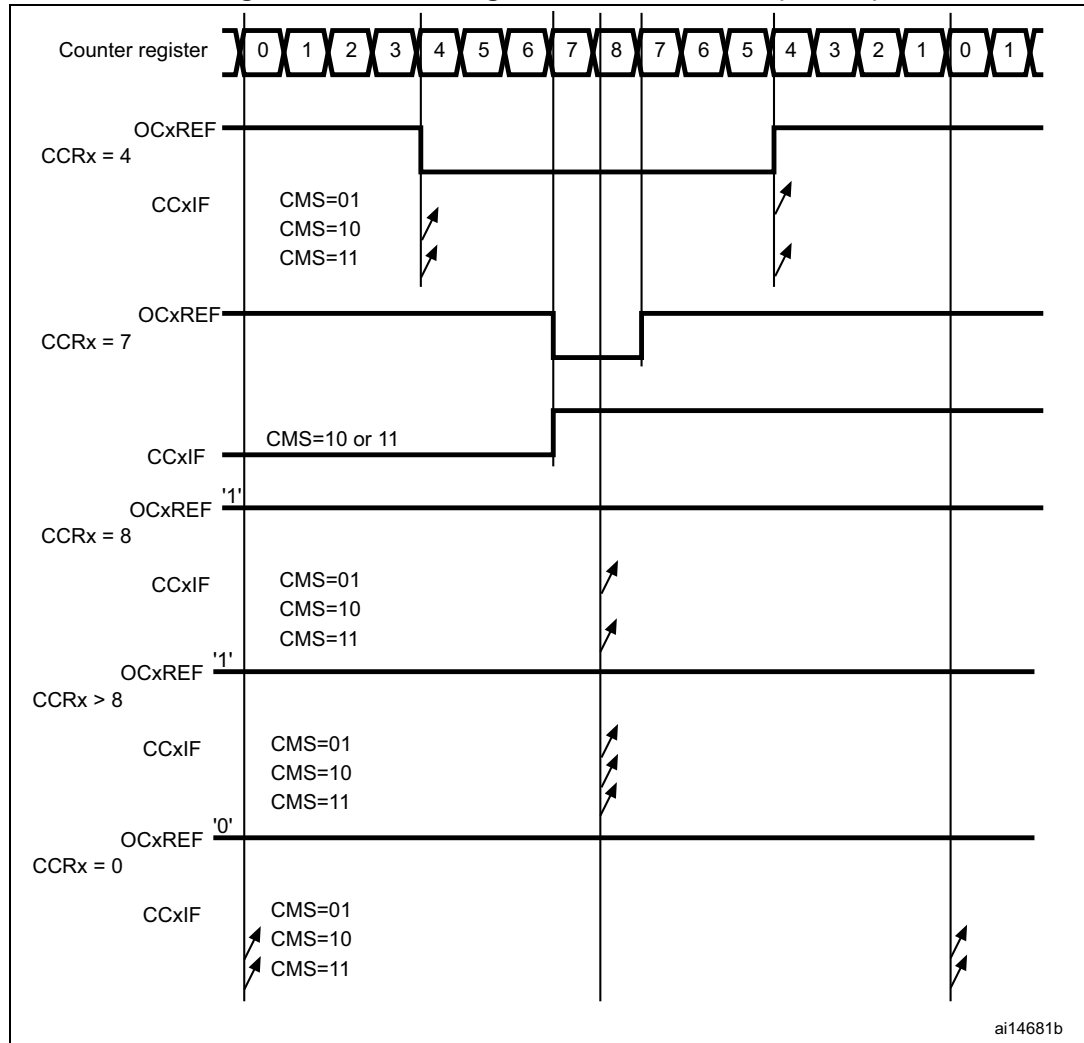 Counter register 0 1 2 3 4 5 6 7 8 7 6 5 4 3 2 1 0 1
OCxREF
CCRx = 4
CCxIF CMS=01
CMS=10
CMS=11
OCxREF
CCRx = 7
CMS=10 or 11
CCxIF
'1'
OCxREF
CCRx = 8
CCxIF CMS=01
CMS=10
CMS=11
'1'
OCxREF
CCRx > 8
CCxIF CMS=01
CMS=10
CMS=11
'0'
OCxREF
CCRx = 0
CCxIF CMS=01
CMS=10
CMS=11
ai14681b